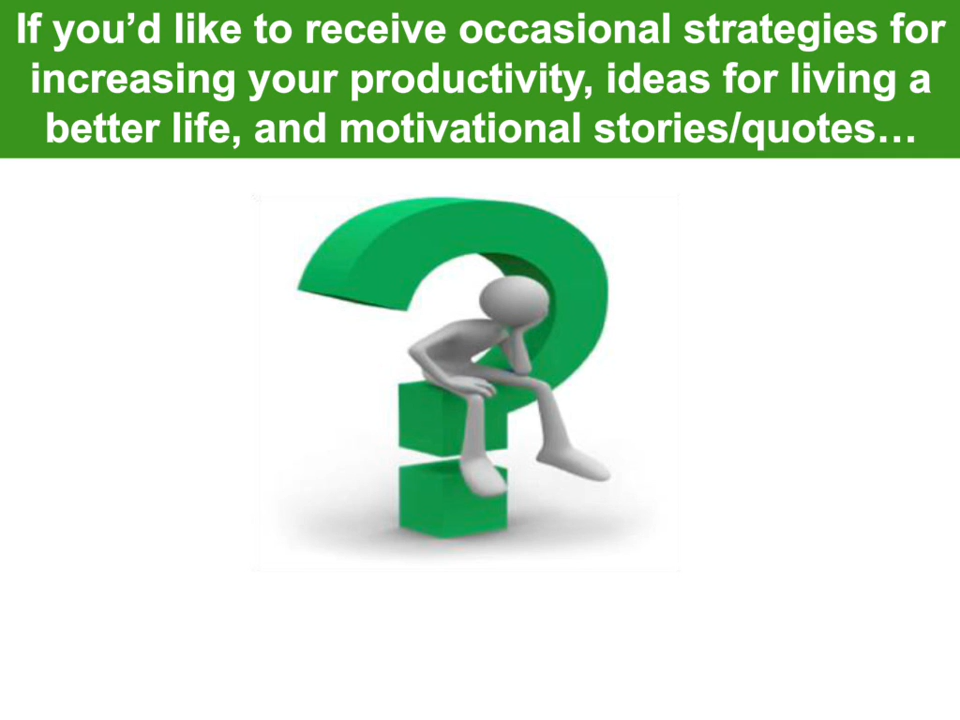 If you’d like to receive occasional strategies for
increasing your productivity, ideas for living a
better life, and motivational stories/quotes…